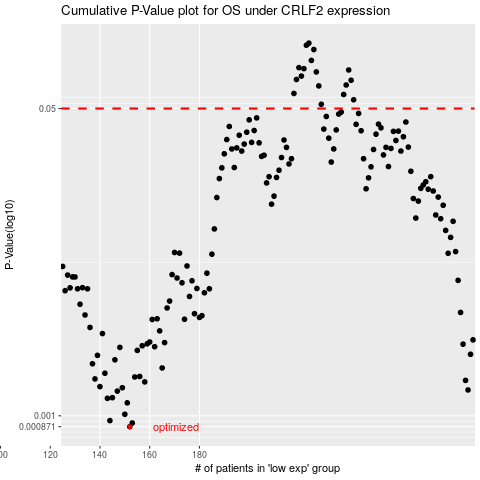 Cumulative P-Value plot for OS under CRLF2 expression
P-Value(log10)
0.05
0.001
0.000871
optimized
00 120 140 160 180
# of patients in 'low exp' group